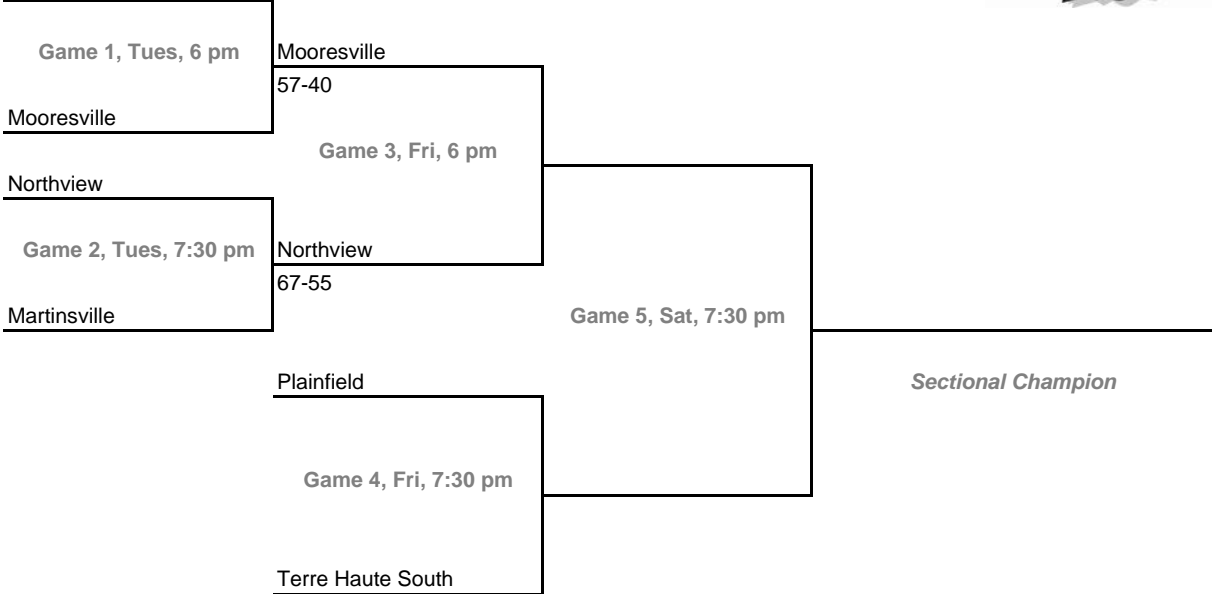 Game 1, Tues, 6 pm
Mooresville
57-40
Mooresville
Game 3, Fri, 6 pm
Northview
Game 2, Tues, 7:30 pm
Northview
67-55
Martinsville
Game 5, Sat, 7:30 pm
Plainfield
Sectional Champion
Game 4, Fri, 7:30 pm
Terre Haute South